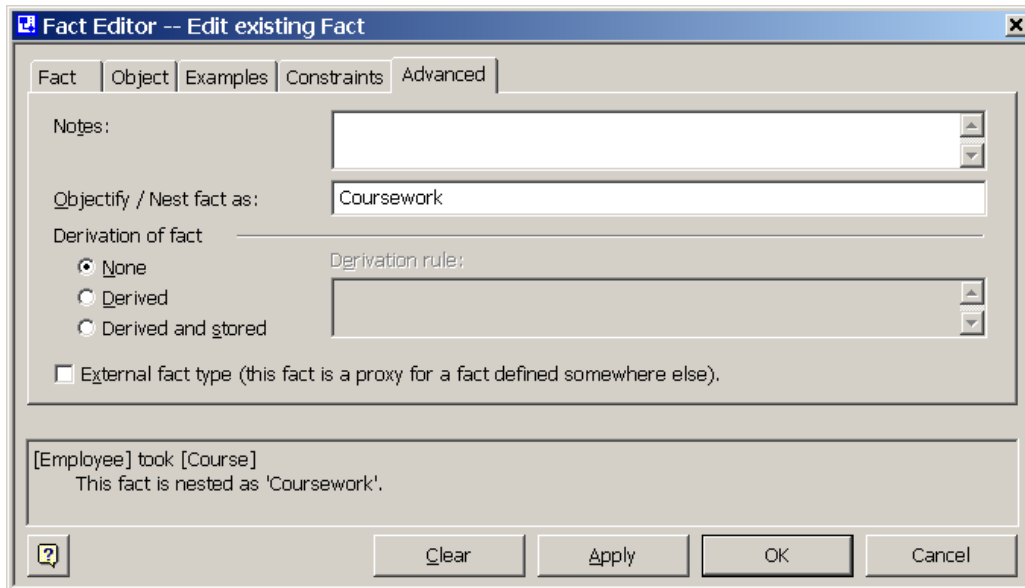 Fact Editor -- Edit existing Fact
Fact Object Examples Constraints Advanced
Notes:
Objectify / Nest fact as: Coursework
Derivation of fact
None
Derivation rule:
Derived
Derived and stored
External fact type (this fact is a proxy for a fact defined somewhere else).
[Employee] took [Course]
This fact is nested as 'Coursework'.
Clear Apply OK Cancel